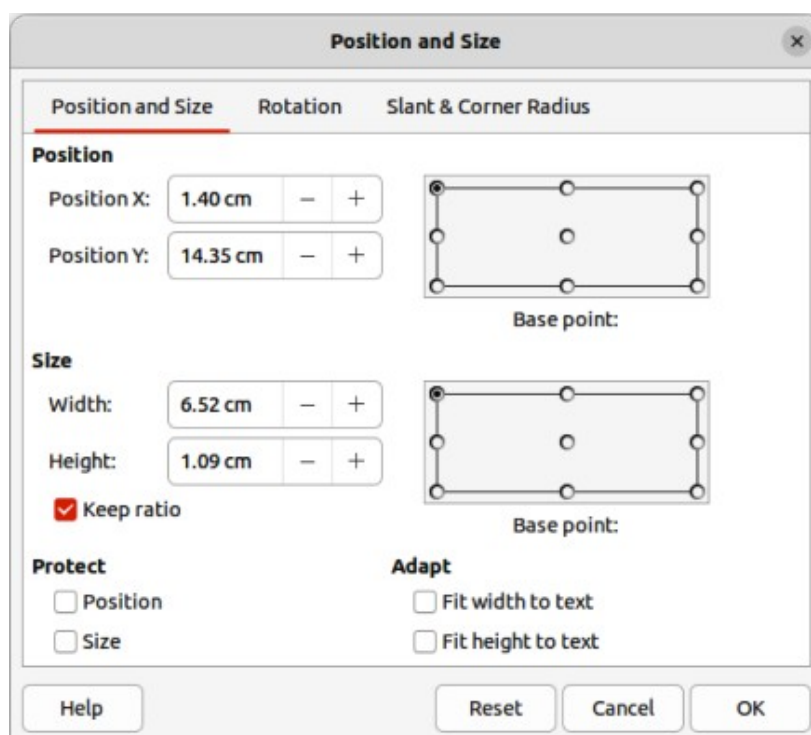 Position and Size
Position and Size Rotation Slant & Corner Radius
Position
Position X: 1.40 cm − +
Position Y: 14.35 cm − +
Base point:
Size
Width: 6.52 cm − +
Height: 1.09 cm − +
Keep ratio
Base point:
Protect Adapt
Position Fit width to text
Size Fit height to text
Help Reset Cancel OK